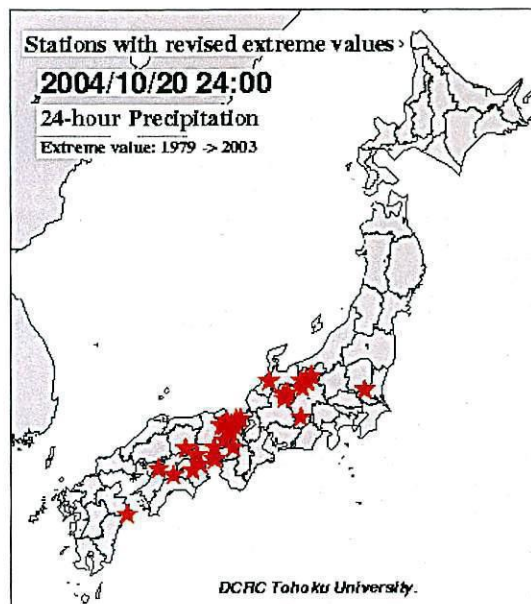 Stations with revised extreme values
2004/10/20 24:00
24-hour Precipitation
Extreme value: 1979 -> 2003
DCRC Tohoku University.